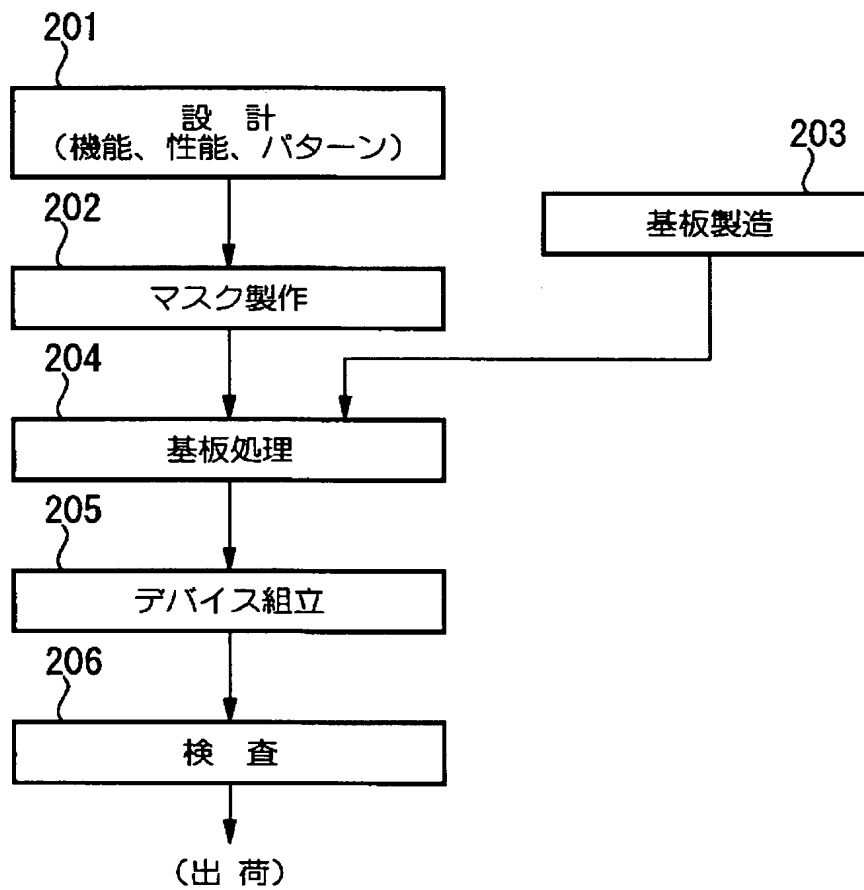 201
設 計
(機能、性能、パターン)
203
基板製造
202
マスク製作
204
基板処理
205
デバイス組立
206
検 査
(出 荷)